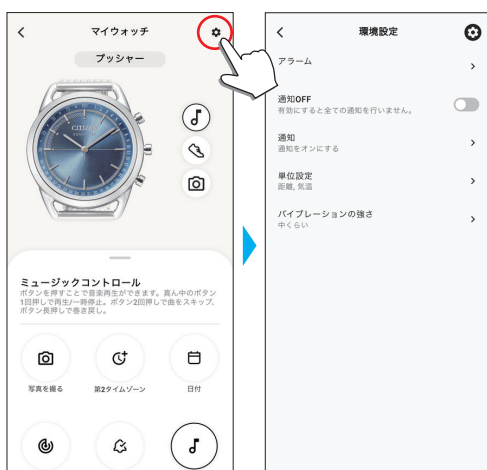 マイウォッチ
プッシャー
CITIZEN
ミュージックコントロール
ボタンを押すことで音楽再生ができます。真ん中のボタン
1回押しで再生/一時停止。ボタン2回押しで曲をスキップ、
ボタン長押しで巻き戻し。
写真を撮る
第2タイムゾーン
日付
環境設定
アラーム
通知OFF
有効にすると全ての通知を行いません。
通知
通知をオンにする
単位設定
距離, 気温
バイブレーションの強さ
中くらい